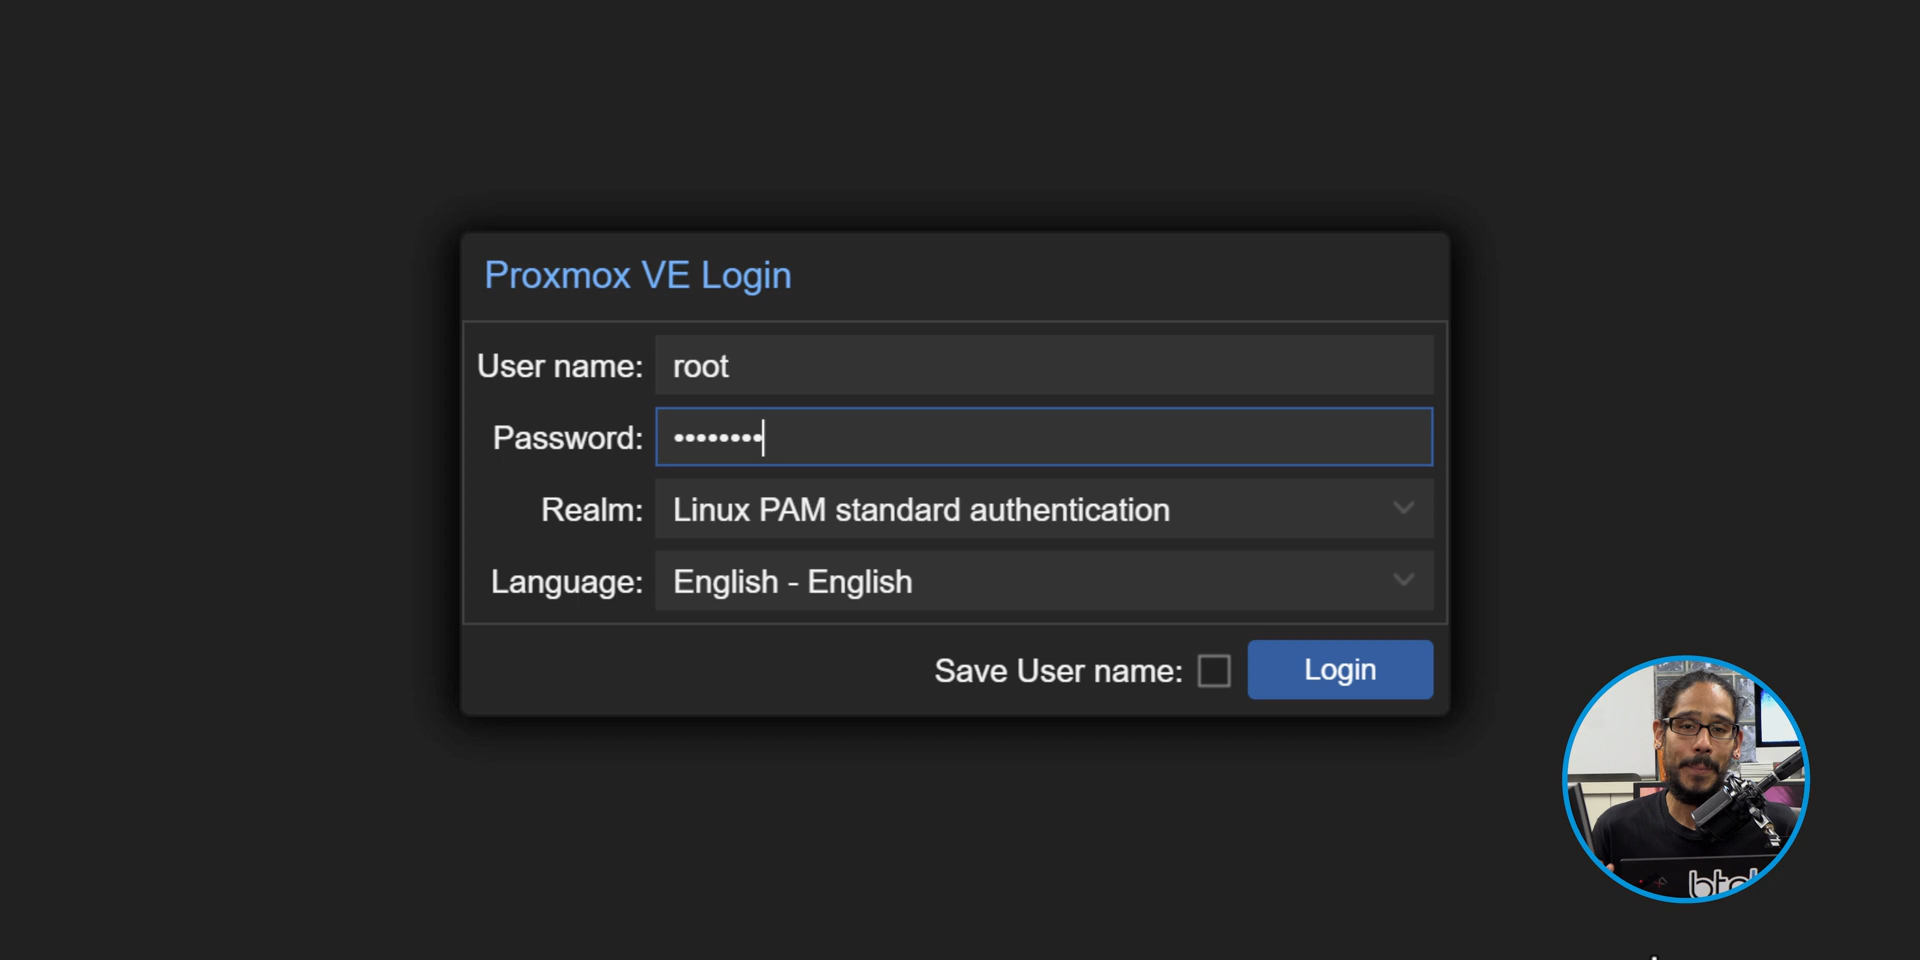 Proxmox VE Login
User name: root
Password: ••••••••
Realm: Linux PAM standard authentication
Language: English - English
Save User name: Login